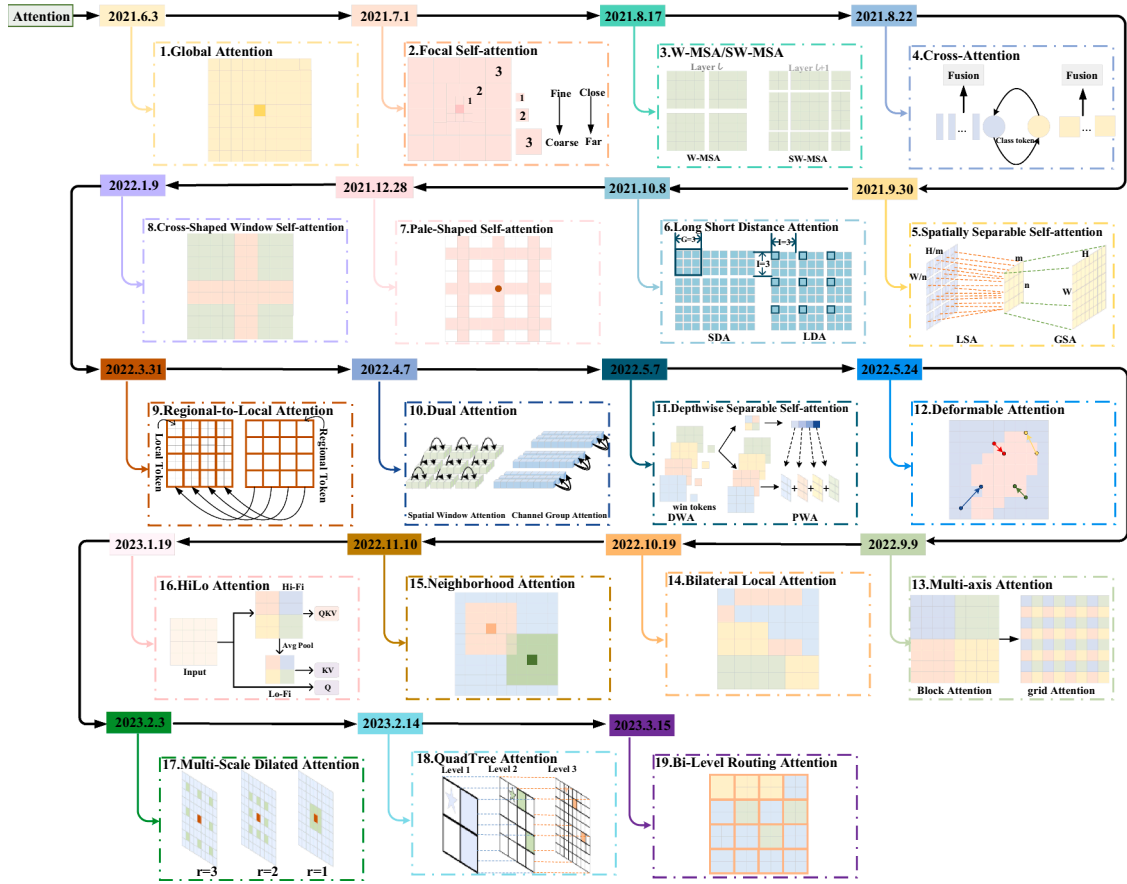 Attention
2021.6.3
2021.7.1
2021.8.17
2021.8.22
1.Global Attention
2.Focal Self-attention
3
2
1
1
2
3
Fine
Close
Coarse
Far
3.W-MSA/SW-MSA
Layer l
Layer l+1
W-MSA
SW-MSA
4.Cross-Attention
Fusion
Fusion
...
Class token
...
2022.1.9
2021.12.28
2021.10.8
2021.9.30
8.Cross-Shaped Window Self-attention
7.Pale-Shaped Self-attention
6.Long Short Distance Attention
G=3
I=3
I=3
SDA
LDA
5.Spatially Separable Self-attention
H/m
m
H
W/n
n
W
LSA
GSA
2022.3.31
2022.4.7
2022.5.7
2022.5.24
9.Regional-to-Local Attention
Local Token
Regional Token
10.Dual Attention
Spatial Window Attention
Channel Group Attention
11.Depthwise Separable Self-attention
+
+
+
win tokens
DWA
PWA
12.Deformable Attention
2023.1.19
2022.11.10
2022.10.19
2022.9.9
16.HiLo Attention
Hi-Fi
QKV
Avg Pool
Input
KV
Lo-Fi
Q
15.Neighborhood Attention
14.Bilateral Local Attention
13.Multi-axis Attention
Block Attention
grid Attention
2023.2.3
2023.2.14
2023.3.15
17.Multi-Scale Dilated Attention
r=3
r=2
r=1
18.QuadTree Attention
Level 1
Level 2
Level 3
19.Bi-Level Routing Attention